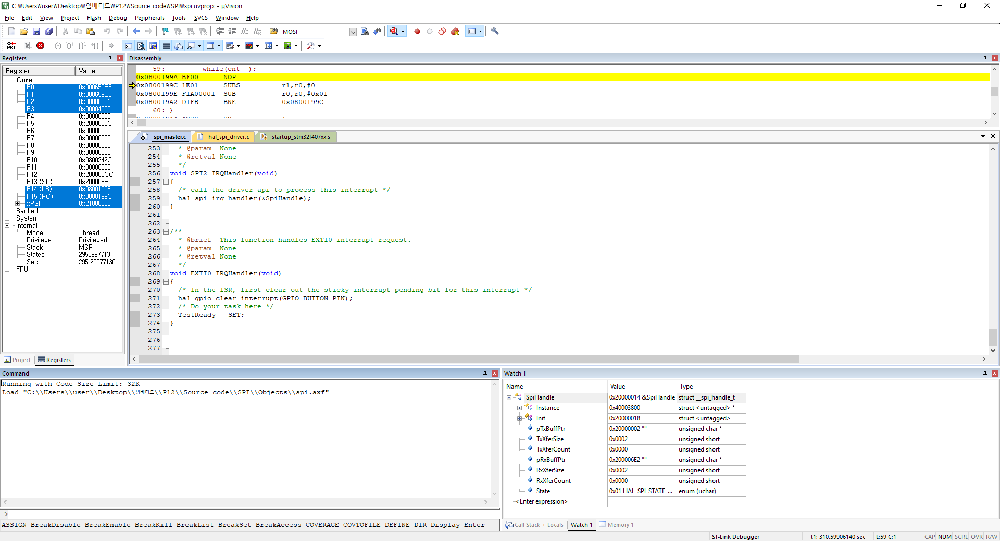 C:₩Users₩user₩Desktop₩임베디드₩P12₩Source_code₩SPI₩spi.uvprojx - µVision
File Edit View Project Flash Debug Peripherals Tools SVCS Window Help
MOSI
RST
Registers
Register Value
Core
R0 0x000659E5
R1 0x000659E6
R2 0x00000001
R3 0x00004000
R4 0x00000000
R5 0x2000008C
R6 0x00000000
R7 0x00000000
R8 0x00000000
R9 0x00000000
R10 0x0800242C
R11 0x00000000
R12 0x200000CC
R13 (SP) 0x200006E0
R14 (LR) 0x08001993
R15 (PC) 0x0800199C
xPSR 0x21000000
Banked
System
Internal
Mode Thread
Privilege Privileged
Stack MSP
States 2952997713
Sec 295,29977130
FPU
Project Registers
Disassembly
59: while(cnt--);
0x0800199A BF00 NOP
0x0800199C 1E01 SUBS r1,r0,#0
0x0800199E F1A00001 SUB r0,r0,#0x01
0x080019A2 D1FB BNE 0x0800199C
60: }
0x080019A4 4770 BX lr
spi_master.c hal_spi_driver.c startup_stm32f407xx.s
253 * @param None
254 * @retval None
255 */
256 void SPI2_IRQHandler(void)
257 {
258 /* call the driver api to process this interrupt */
259 hal_spi_irq_handler(&SpiHandle);
260 }
261
262
263 /**
264 * @brief This function handles EXTI0 interrupt request.
265 * @param None
266 * @retval None
267 */
268 void EXTI0_IRQHandler(void)
269 {
270 /* In the ISR, first clear out the sticky interrupt pending bit for this interrupt */
271 hal_gpio_clear_interrupt(GPIO_BUTTON_PIN);
272 /* Do your task here */
273 TestReady = SET;
274 }
275
276
277
Command
Running with Code Size Limit: 32K
Load "C:\\Users\\user\\Desktop\\임베디드\\P12\\Source_code\\SPI\\Objects\\spi.axf"
>
ASSIGN BreakDisable BreakEnable BreakKill BreakList BreakSet BreakAccess COVERAGE COVTOFILE DEFINE DIR Display Enter
Watch 1
Name Value Type
SpiHandle 0x20000014 &SpiHandle struct __spi_handle_t
Instance 0x40003800 struct <untagged> *
Init 0x20000018 struct <untagged>
pTxBuffPtr 0x20000002 "" unsigned char *
TxXferSize 0x0002 unsigned short
TxXferCount 0x0000 unsigned short
pRxBuffPtr 0x200006E2 "" unsigned char *
RxXferSize 0x0002 unsigned short
RxXferCount 0x0000 unsigned short
State 0x01 HAL_SPI_STATE_... enum (uchar)
<Enter expression>
Call Stack + Locals Watch 1 Memory 1
ST-Link Debugger t1: 310.59906140 sec L:59 C:1 CAP NUM SCRL OVR R/W